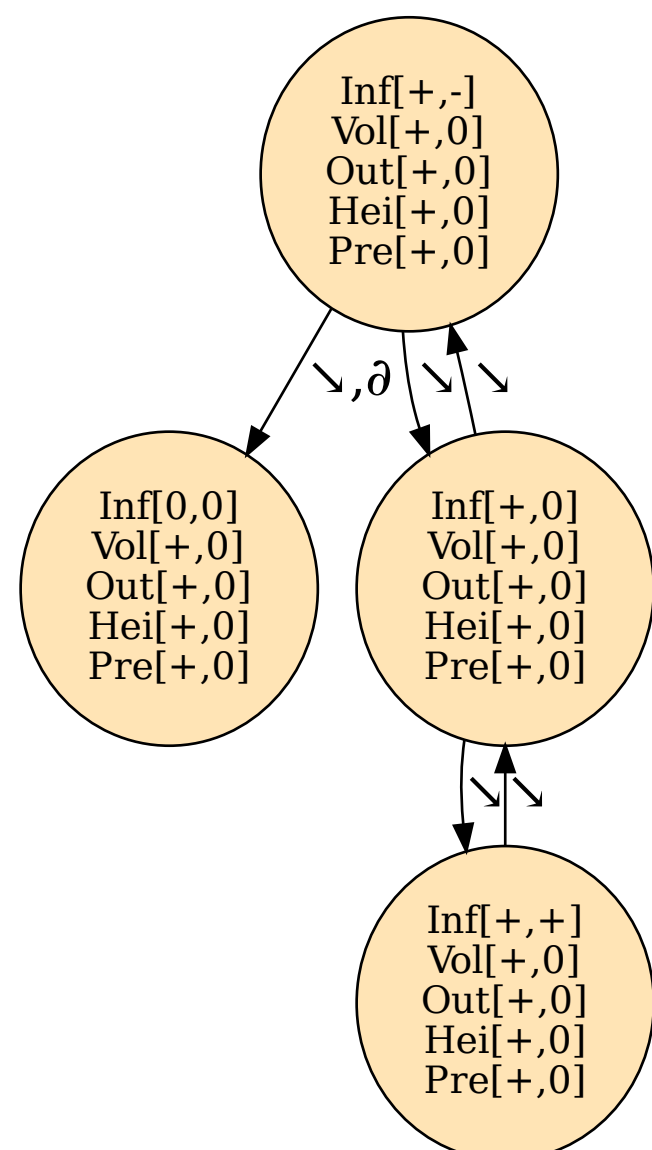 Inf[+,-]
Vol[+,0]
Out[+,0]
Hei[+,0]
Pre[+,0]
↘,∂
↘
↘
Inf[0,0]
Vol[+,0]
Out[+,0]
Hei[+,0]
Pre[+,0]
Inf[+,0]
Vol[+,0]
Out[+,0]
Hei[+,0]
Pre[+,0]
↘
↘
Inf[+,+]
Vol[+,0]
Out[+,0]
Hei[+,0]
Pre[+,0]